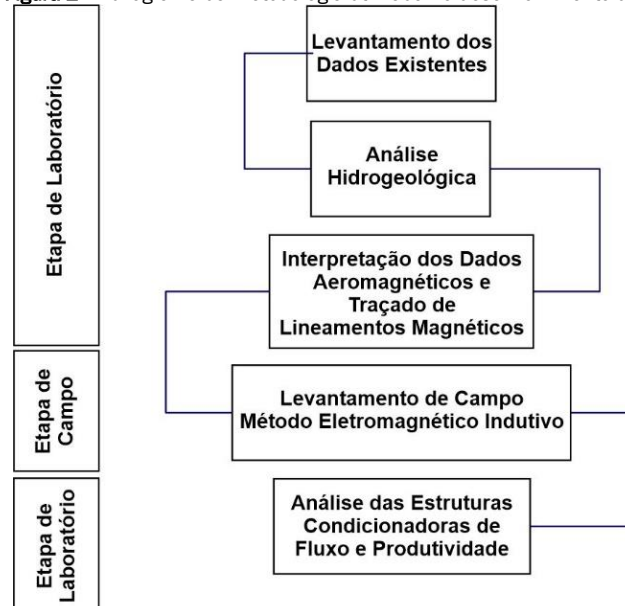 Etapa de Laboratório
Levantamento dos
Dados Existentes
Análise
Hidrogeológica
Interpretação dos Dados
Aeromagnéticos e
Traçado de
Lineamentos Magnéticos
Etapa de
Campo
Levantamento de Campo
Método Eletromagnético Indutivo
Etapa de
Laboratório
Análise das Estruturas
Condicionadoras de
Fluxo e Produtividade